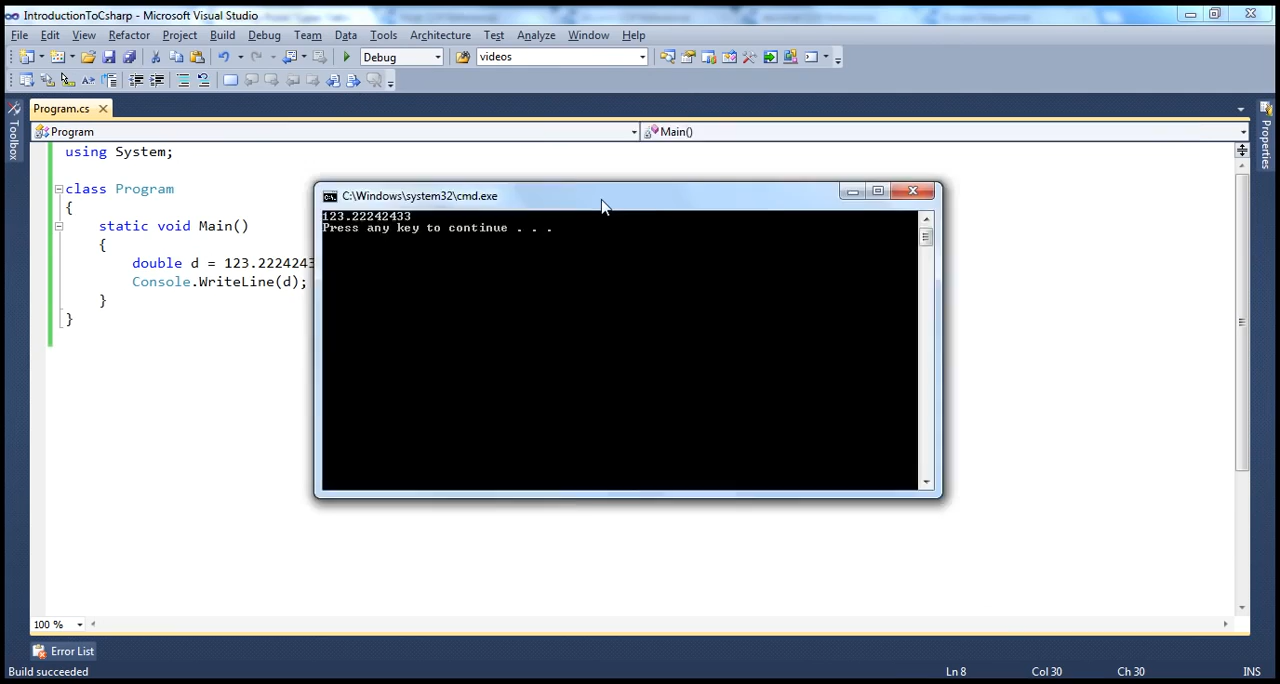 IntroductionToCsharp - Microsoft Visual Studio
File Edit View Refactor Project Build Debug Team Data Tools Architecture Test Analyze Window Help
Debug videos
Program.cs
Program Main()
Toolbox
Properties
using System;
class Program
{
static void Main()
{
double d = 123.2224243
Console.WriteLine(d);
}
}
C:\Windows\system32\cmd.exe
123.22242433
Press any key to continue . . .
100 %
Error List
Build succeeded Ln 8 Col 30 Ch 30 INS